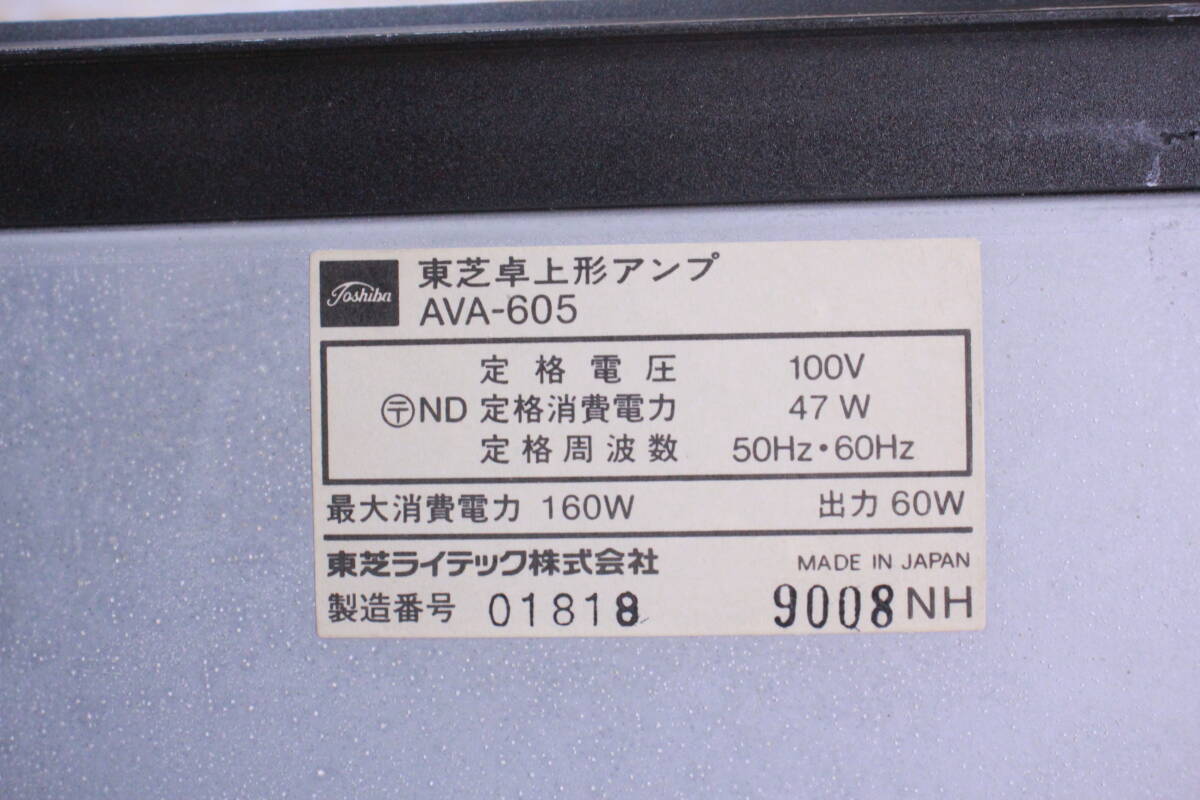 Toshiba
東芝卓上形アンプ
AVA-605
定格電圧 100V
〒ND 定格消費電力 47W
定格周波数 50Hz・60Hz
最大消費電力 160W 出力 60W
東芝ライテック株式会社 MADE IN JAPAN
製造番号 01818 9008NH